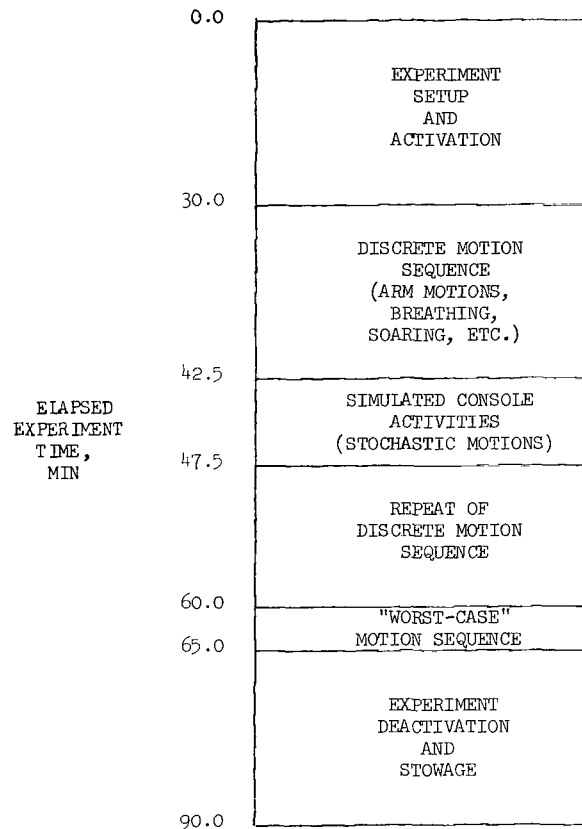 0.0
EXPERIMENT
SETUP
AND
ACTIVATION
30.0
DISCRETE MOTION
SEQUENCE
(ARM MOTIONS,
BREATHING,
SOARING, ETC.)
42.5
ELAPSED
EXPERIMENT
TIME,
MIN
SIMULATED CONSOLE
ACTIVITIES
(STOCHASTIC MOTIONS)
47.5
REPEAT OF
DISCRETE MOTION
SEQUENCE
60.0
"WORST-CASE"
MOTION SEQUENCE
65.0
EXPERIMENT
DEACTIVATION
AND
STOWAGE
90.0